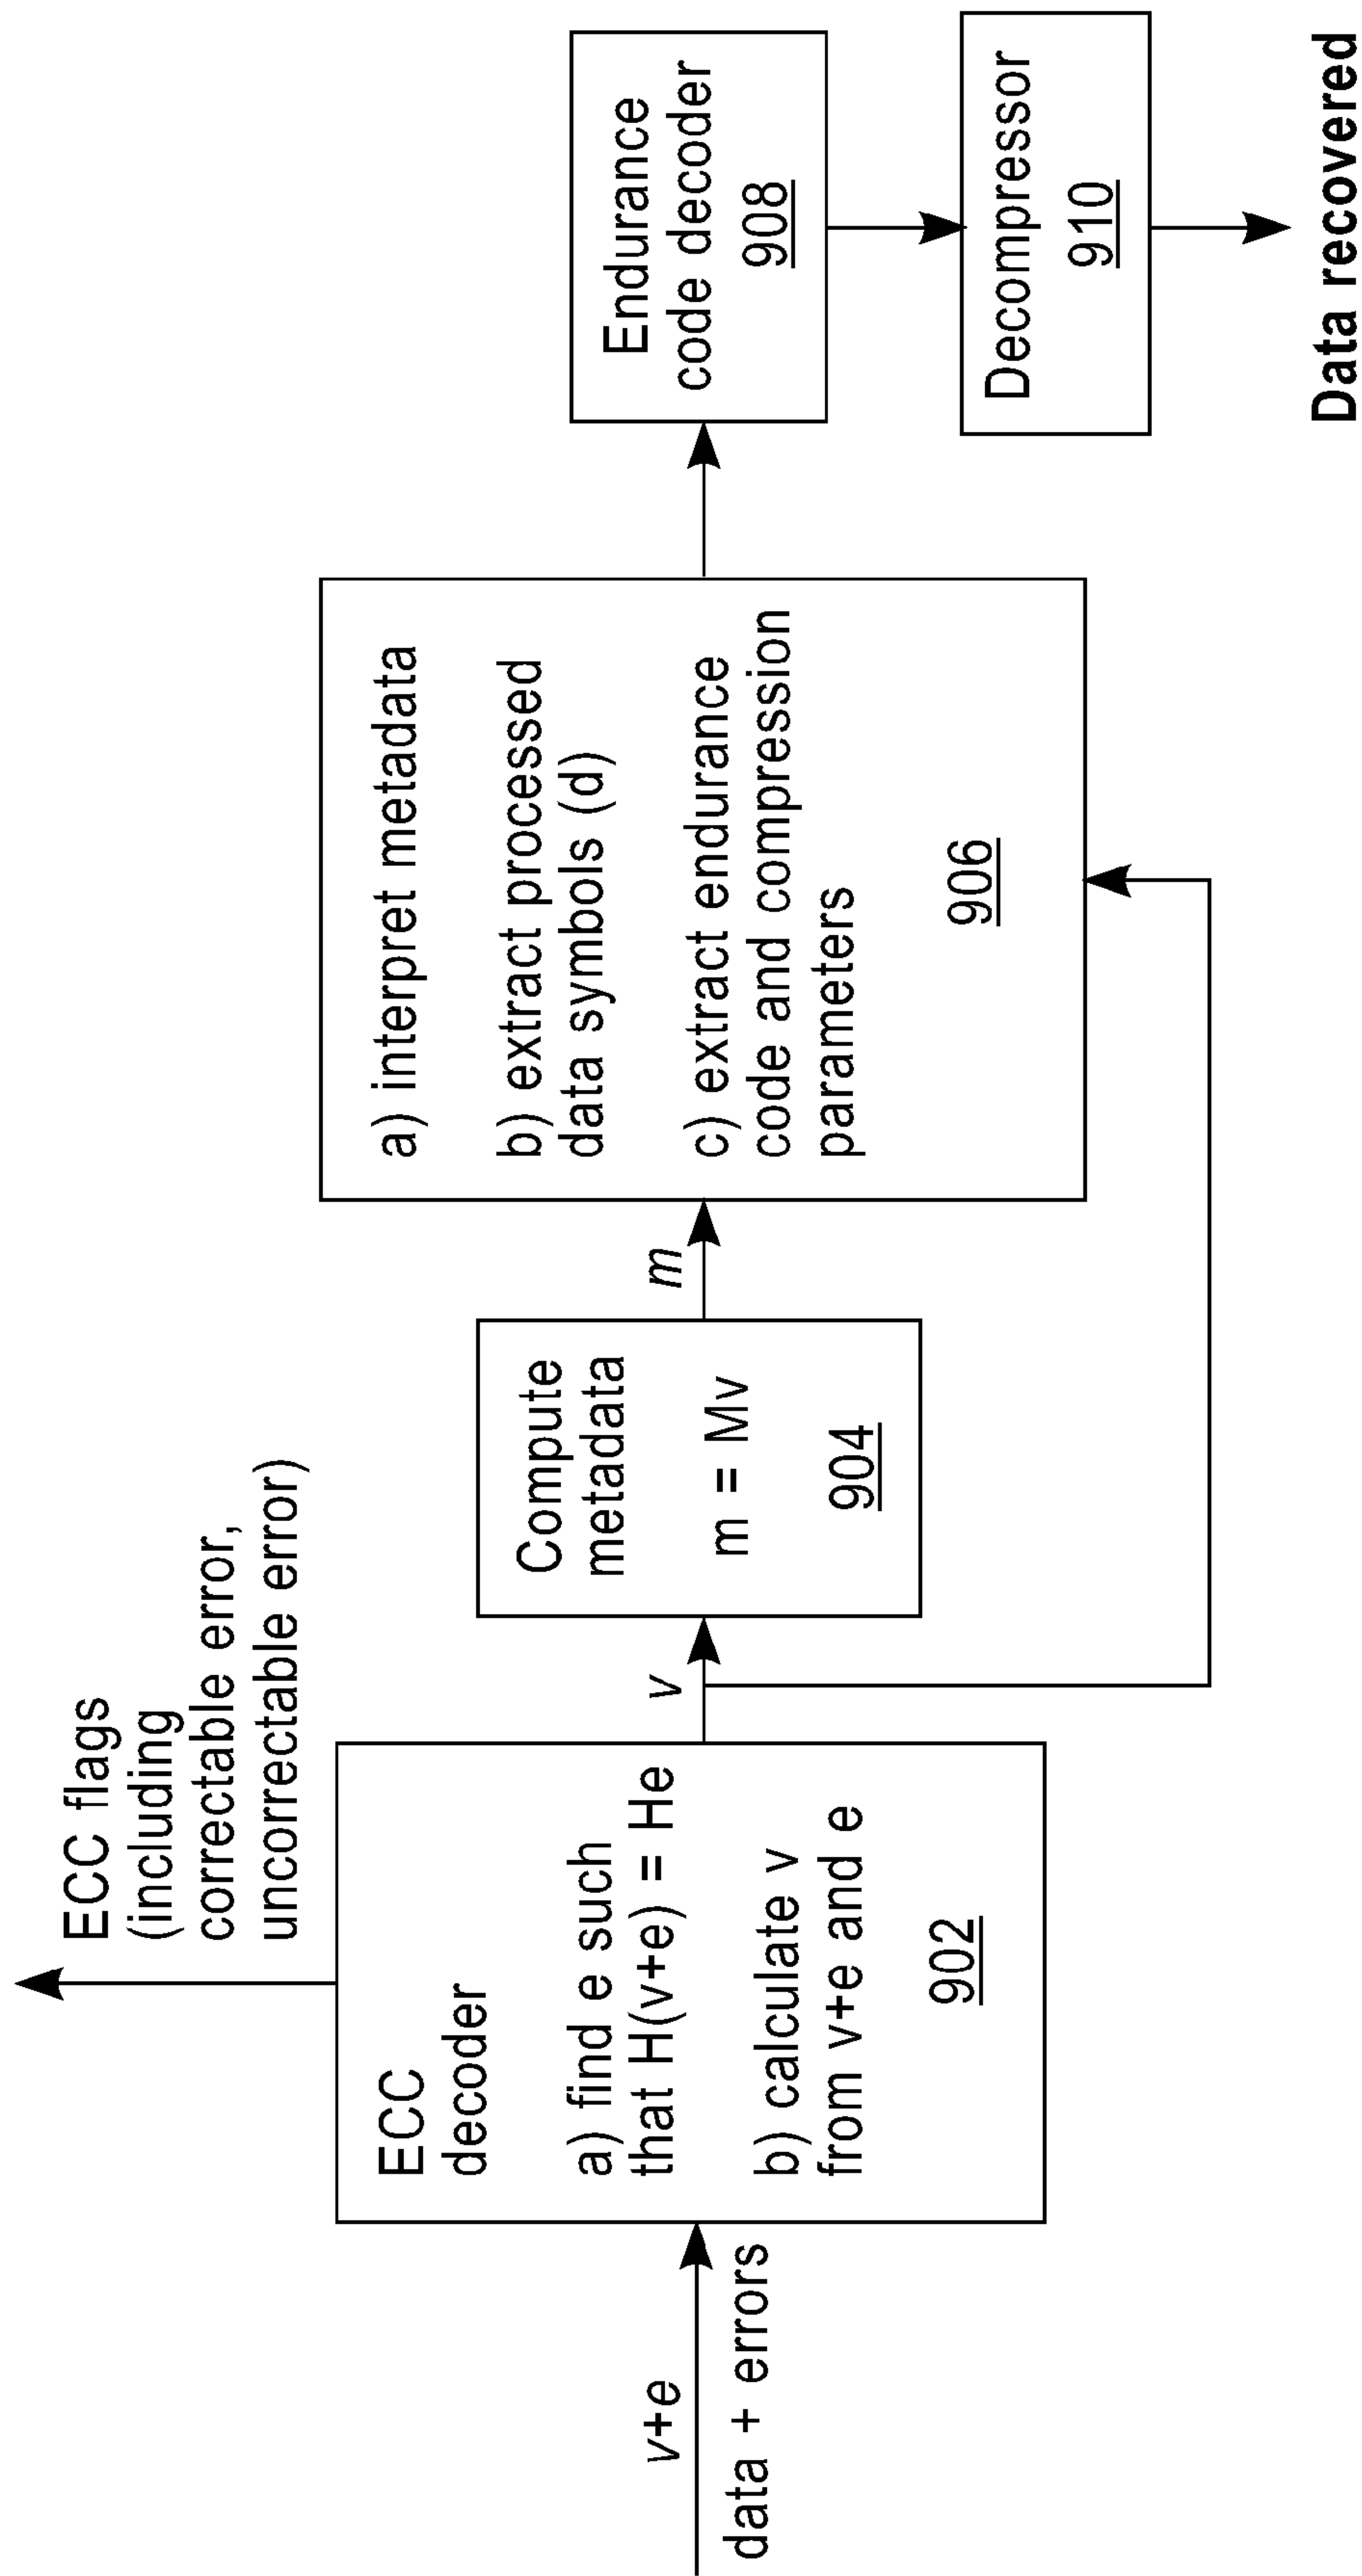 v+e
data + errors
ECC
decoder
a) find e such
that H(v+e) = He
b) calculate v
from v+e and e
902
ECC flags
(including
correctable error,
uncorrectable error)
v
Compute
metadata
m = Mv
904
m
a) interpret metadata
b) extract processed
data symbols (d)
c) extract endurance
code and compression
parameters
906
Endurance
code decoder
908
Decompressor
910
Data recovered